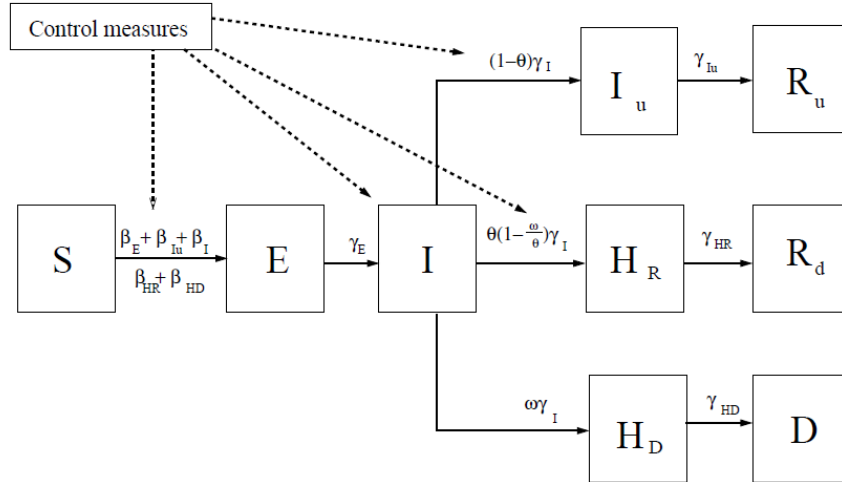 Control measures
(1-θ)γ_I
I_u
γ_Iu
R_u
S
β_E + β_Iu + β_I
β_HR + β_HD
E
γ_E
I
θ(1-ω/θ)γ_I
H_R
γ_HR
R_d
ωγ_I
H_D
γ_HD
D